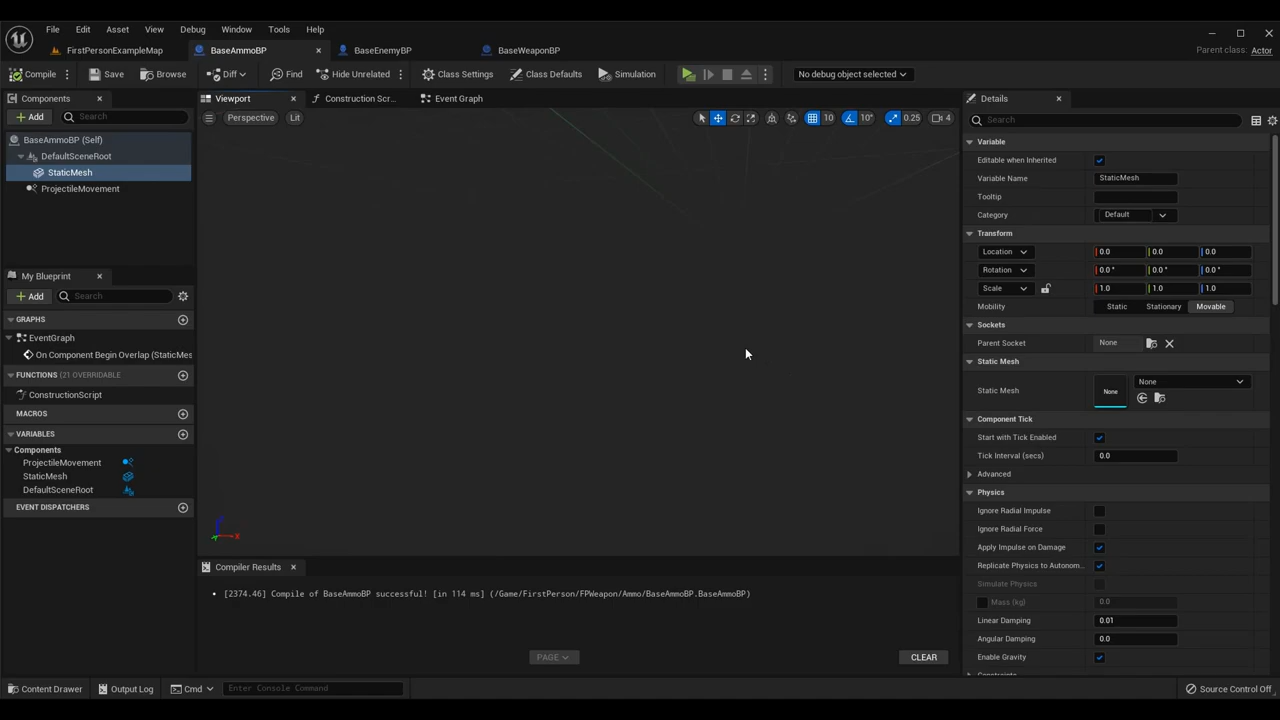 File Edit Asset View Debug Window Tools Help
FirstPersonExampleMap BaseAmmoBP BaseEnemyBP BaseWeaponBP
Parent class: Actor
Compile Save Browse Diff Find Hide Unrelated Class Settings Class Defaults Simulation No debug object selected
Components
+ Add Search
BaseAmmoBP (Self)
DefaultSceneRoot
StaticMesh
ProjectileMovement
My Blueprint
+ Add Search
GRAPHS
EventGraph
On Component Begin Overlap (StaticMes
FUNCTIONS (21 OVERRIDABLE
ConstructionScript
MACROS
VARIABLES
Components
ProjectileMovement
StaticMesh
DefaultSceneRoot
EVENT DISPATCHERS
Viewport Construction Scr... Event Graph
Perspective Lit 10 10° 0.25 4
X
Compiler Results
[2374.46] Compile of BaseAmmoBP successful! [in 114 ms] (/Game/FirstPerson/FPWeapon/Ammo/BaseAmmoBP.BaseAmmoBP)
PAGE CLEAR
Details
Search
Variable
Editable when Inherited
Variable Name StaticMesh
Tooltip
Category Default
Transform
Location 0.0 0.0 0.0
Rotation 0.0 ° 0.0 ° 0.0 °
Scale 1.0 1.0 1.0
Mobility Static Stationary Movable
Sockets
Parent Socket None
Static Mesh
Static Mesh None None
Component Tick
Start with Tick Enabled
Tick Interval (secs) 0.0
Advanced
Physics
Ignore Radial Impulse
Ignore Radial Force
Apply Impulse on Damage
Replicate Physics to Autonom...
Simulate Physics
Mass (kg) 0.0
Linear Damping 0.01
Angular Damping 0.0
Enable Gravity
Content Drawer Output Log Cmd Enter Console Command Source Control Off